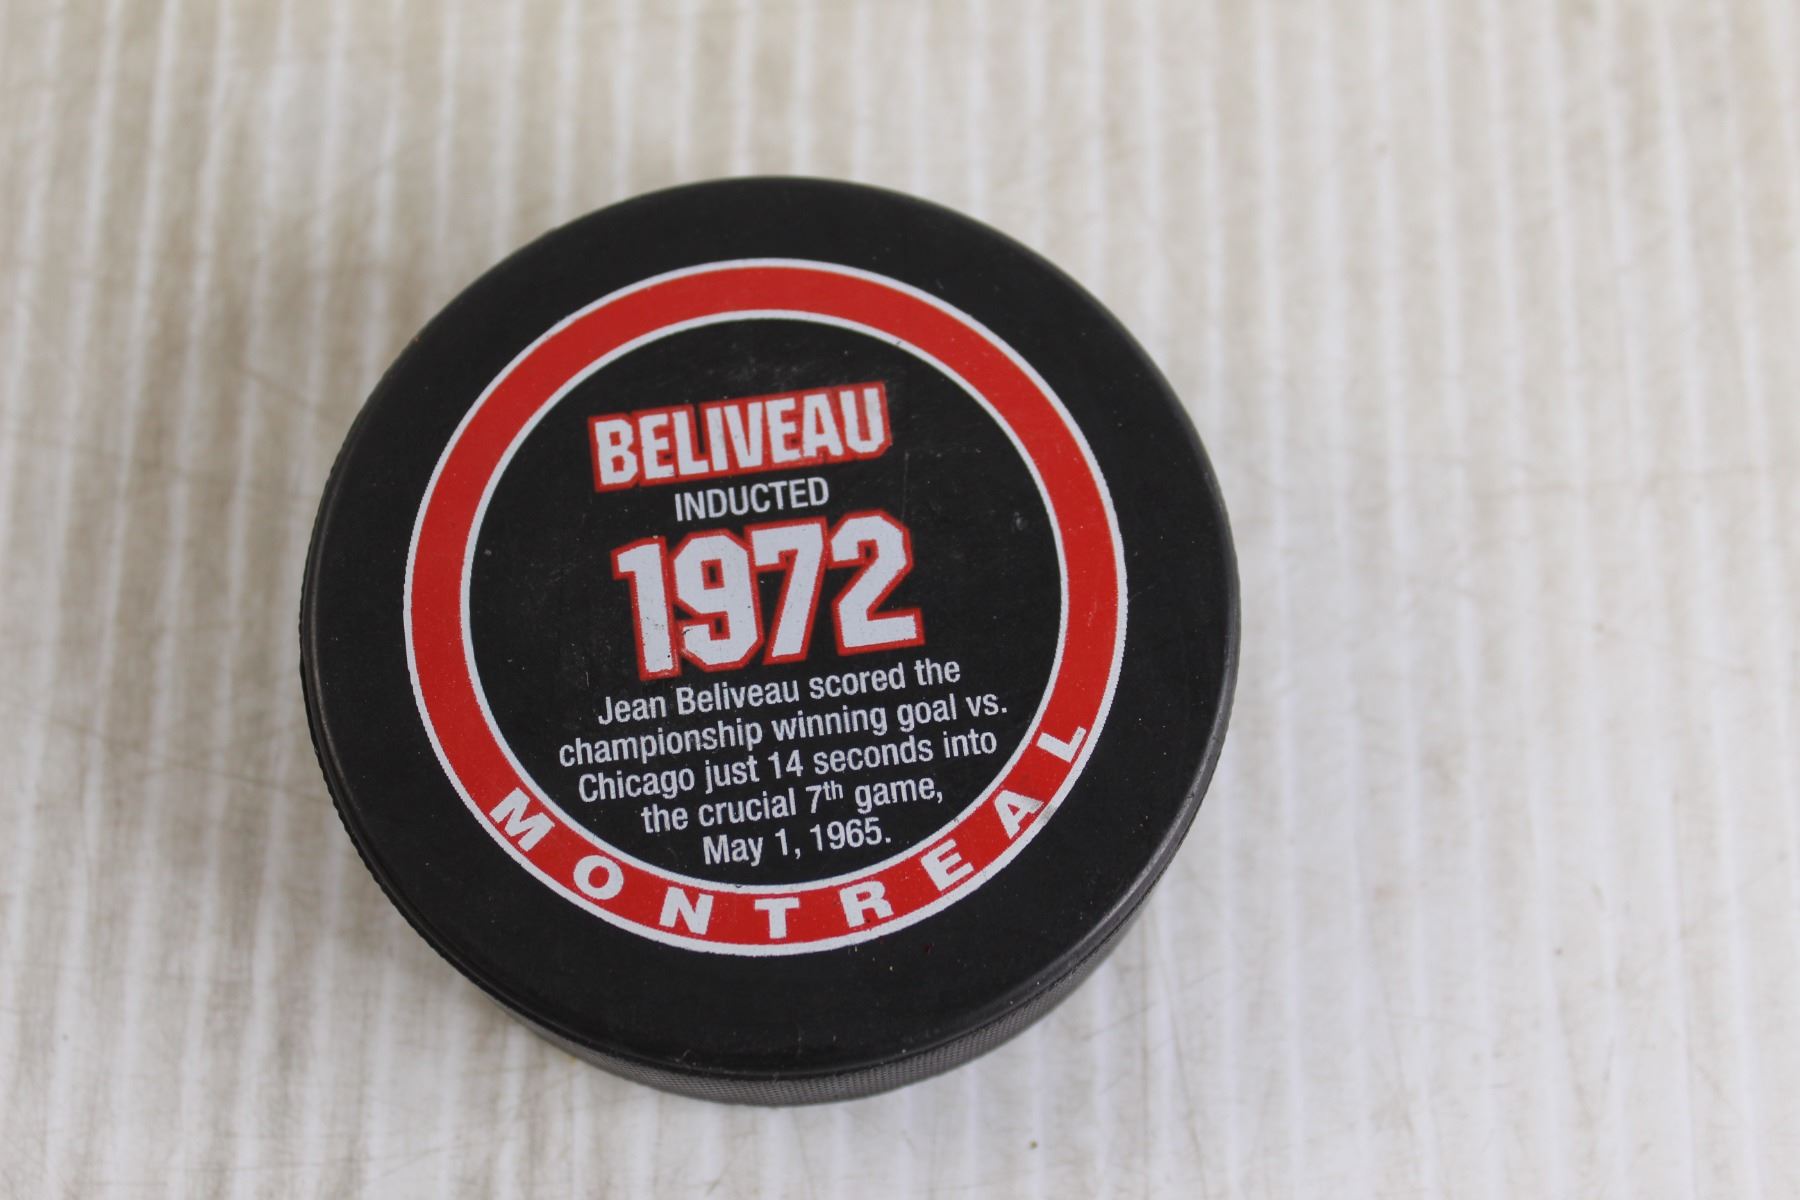 BELIVEAU
INDUCTED
1972
Jean Beliveau scored the
championship winning goal vs.
Chicago just 14 seconds into
the crucial 7th game,
May 1, 1965.
MONTREAL